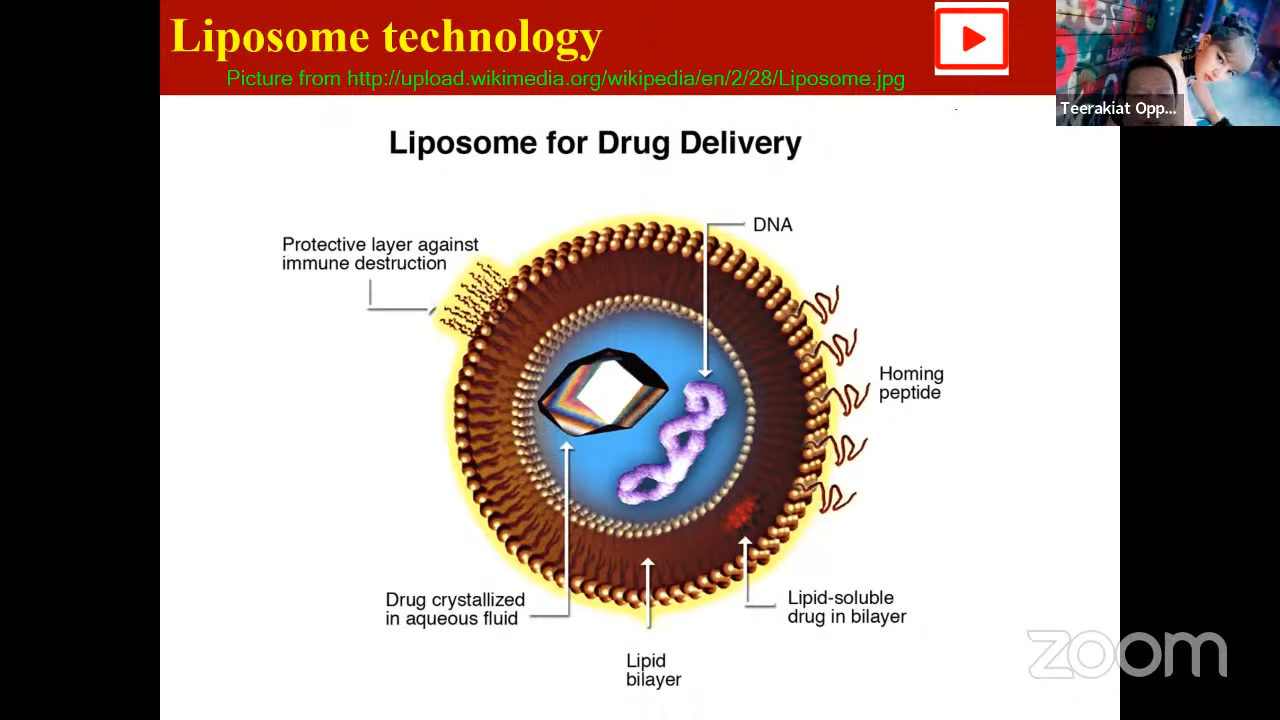 Liposome technology
Picture from http://upload.wikimedia.org/wikipedia/en/2/28/Liposome.jpg
Teerakiat Opp...
Liposome for Drug Delivery
DNA
Protective layer against
immune destruction
Homing
peptide
Drug crystallized
in aqueous fluid
Lipid-soluble
drug in bilayer
Lipid
bilayer
zoom